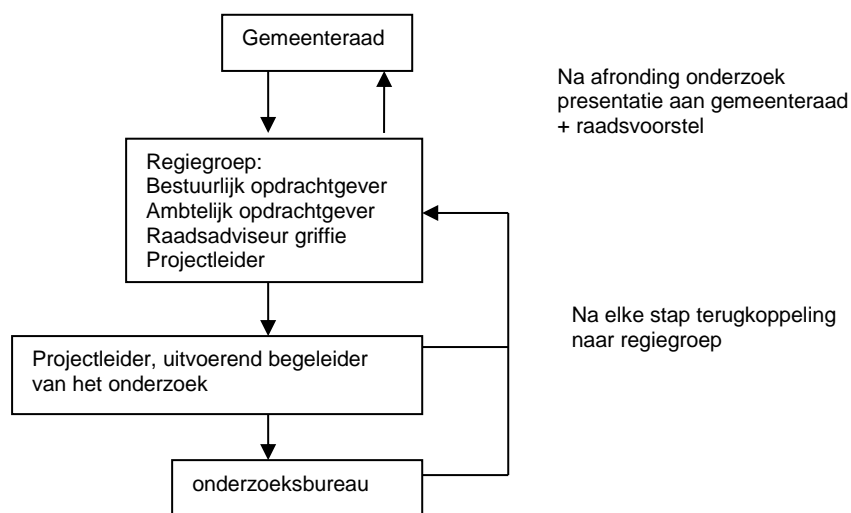 Gemeenteraad
Na afronding onderzoek
presentatie aan gemeenteraad
+ raadsvoorstel
Regiegroep:
Bestuurlijk opdrachtgever
Ambtelijk opdrachtgever
Raadsadviseur griffie
Projectleider
Na elke stap terugkoppeling
naar regiegroep
Projectleider, uitvoerend begeleider
van het onderzoek
onderzoeksbureau